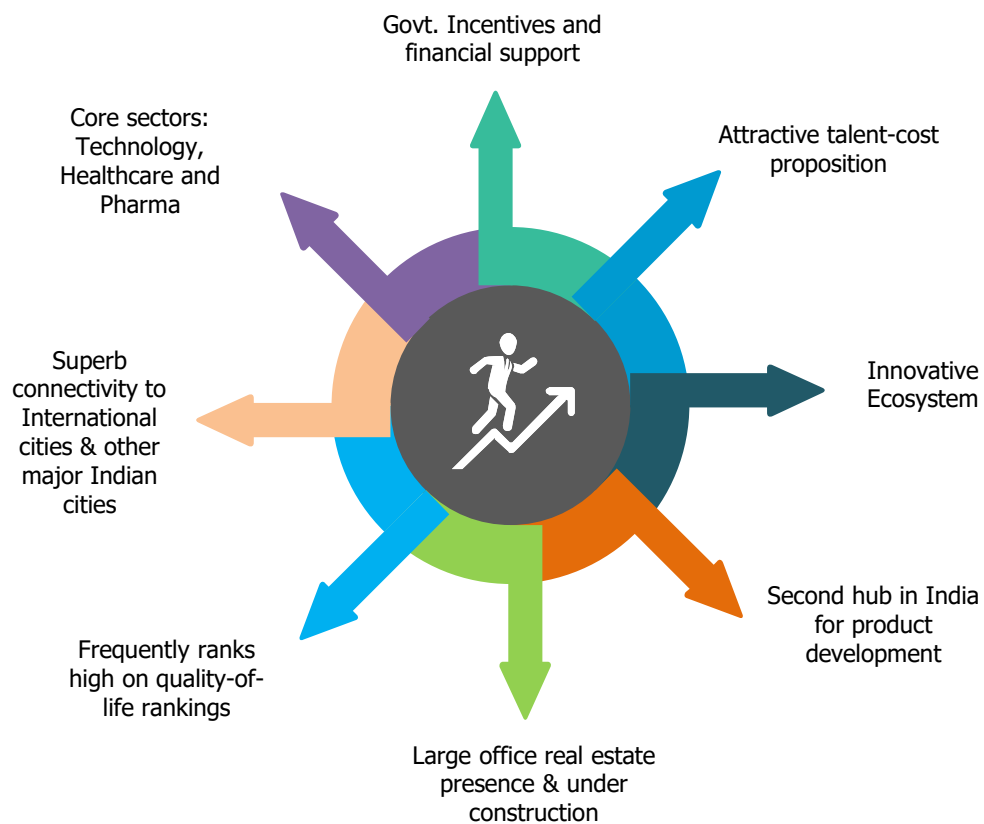 Govt. Incentives and
financial support
Attractive talent-cost
proposition
Innovative
Ecosystem
Second hub in India
for product
development
Large office real estate
presence & under
construction
Frequently ranks
high on quality-of-
life rankings
Superb
connectivity to
International
cities & other
major Indian
cities
Core sectors:
Technology,
Healthcare and
Pharma